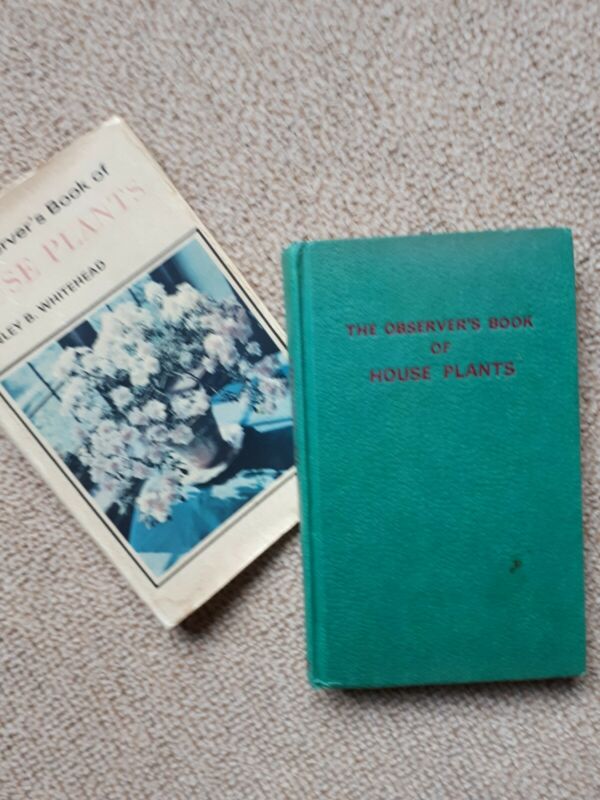 rver's Book of
SE PLANTS
LEY B. WHITEHEAD
THE OBSERVER'S BOOK
OF
HOUSE PLANTS